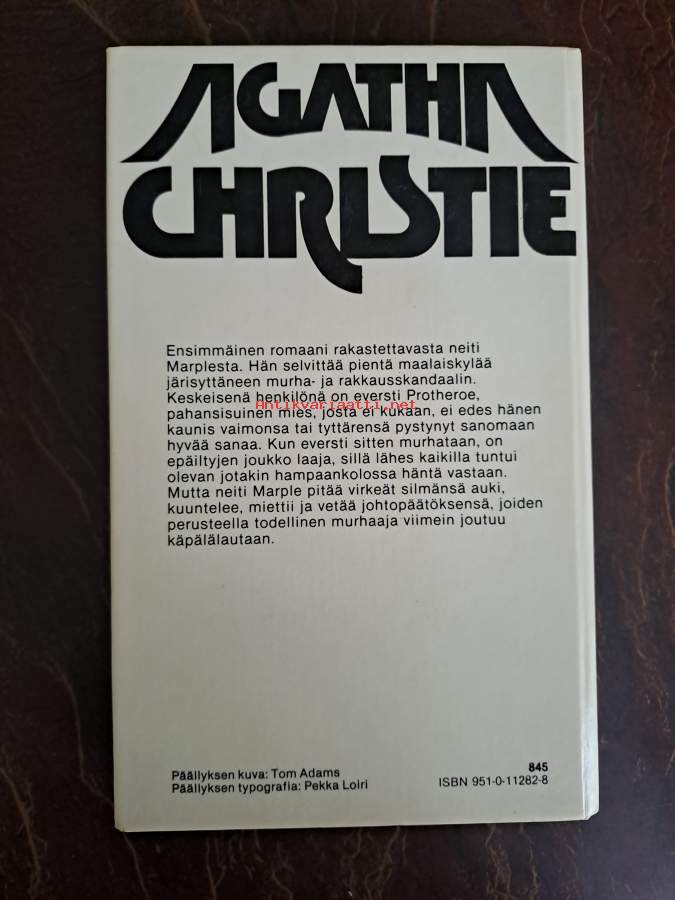 AGATHA
CHRISTIE
Ensimmäinen romaani rakastettavasta neiti
Marplesta. Hän selvittää pientä maalaiskylää
järisyttäneen murha- ja rakkausskandaalin.
Keskeisenä henkilönä on eversti Protheroe,
Antikvariaatti.net
pahansisuinen mies, josta ei kukaan, ei edes hänen
kaunis vaimonsa tai tyttärensä pystynyt sanomaan
hyvää sanaa. Kun eversti sitten murhataan, on
epäiltyjen joukko laaja, sillä lähes kaikilla tuntui
olevan jotakin hampaankolossa häntä vastaan.
Mutta neiti Marple pitää virkeät silmänsä auki,
kuuntelee, miettii ja vetää johtopäätöksensä, joiden
perusteella todellinen murhaaja viimein joutuu
käpälälautaan.
Päällyksen kuva: Tom Adams
Päällyksen typografia: Pekka Loiri
845
ISBN 951-0-11282-8